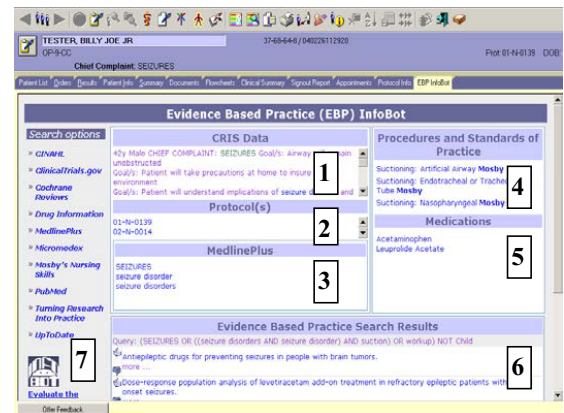 TESTER, BILLY JOE JR
OP-9-CC
37-68-64-8 / 040226112920
Prot 01-N-0139 DOB:
Chief Complaint: SEIZURES
Patient List Orders Results Patient Info Summary Documents Flowsheets Clinical Summary Signout Report Appointments Protocol Info EBP InfoBot
Evidence Based Practice (EBP) InfoBot
Search options
» CINAHL
» ClinicalTrials.gov
» Cochrane
Reviews
» Drug Information
» MedlinePlus
» Micromedex
» Mosby's Nursing
Skills
» PubMed
» Turning Research
Into Practice
» UpToDate
7
Evaluate the
CRIS Data
42y Male CHIEF COMPLAINT: SEIZURES Goal/s: Airway
unobstructed
Goal/s: Patient will take precautions at home to insure
environment
Goal/s: Patient will understand implications of seizure and
1
Protocol(s)
01-N-0139
02-N-0014
2
MedlinePlus
SEIZURES
seizure disorder
seizure disorders
3
Procedures and Standards of
Practice
Suctioning: Artificial Airway Mosby
Suctioning: Endotracheal or
Tube Mosby
Suctioning: Nasopharyngeal Mosby
4
Medications
Acetaminophen
Leuprolide Acetate
5
Evidence Based Practice Search Results
Query: (SEIZURES OR ((seizure disorders AND seizure disorder) AND suction) OR workup) NOT Child
Antiepileptic drugs for preventing seizures in people with brain tumors.
more ...
Dose-response population analysis of levetiracetam add-on treatment in refractory epileptic patients with
onset seizures.
6
Offer Feedback